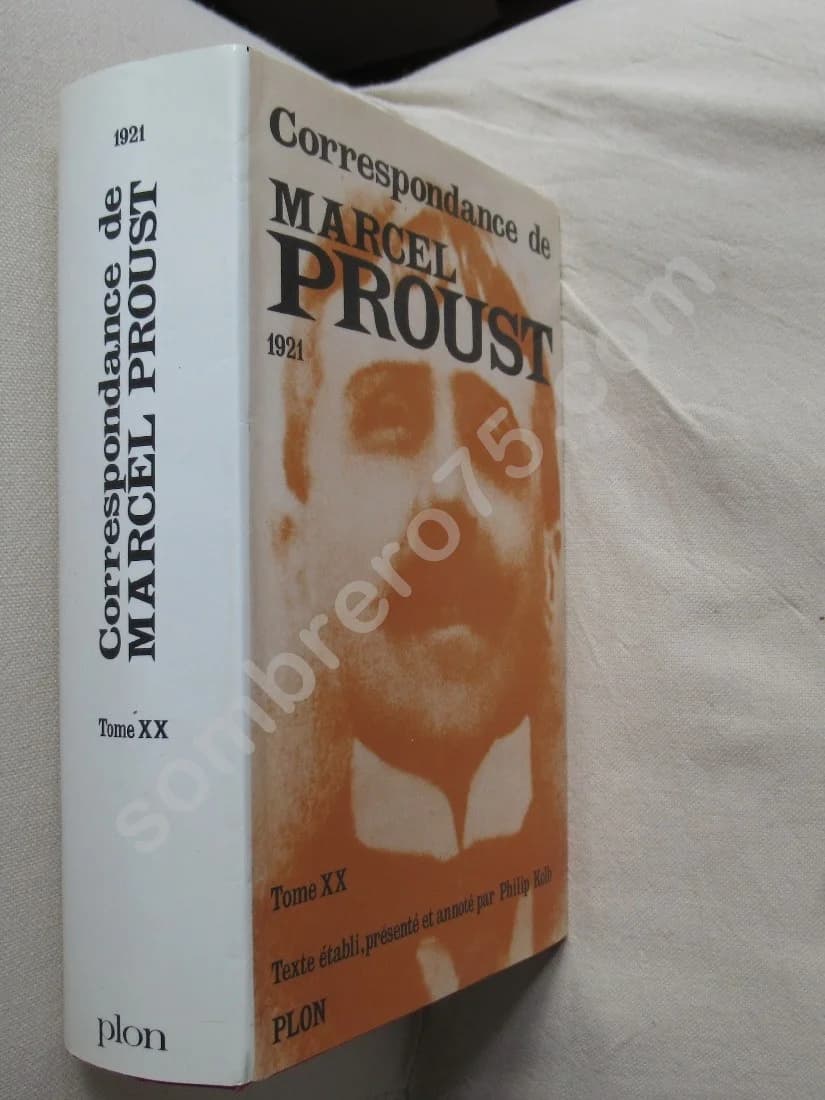 1921
Correspondance de
MARCEL PROUST
Tome XX
plon
Correspondance de
MARCEL
PROUST
1921
Tome XX
Texte établi, présenté et annoté par Philip Kolb
PLON
sombrero75.com